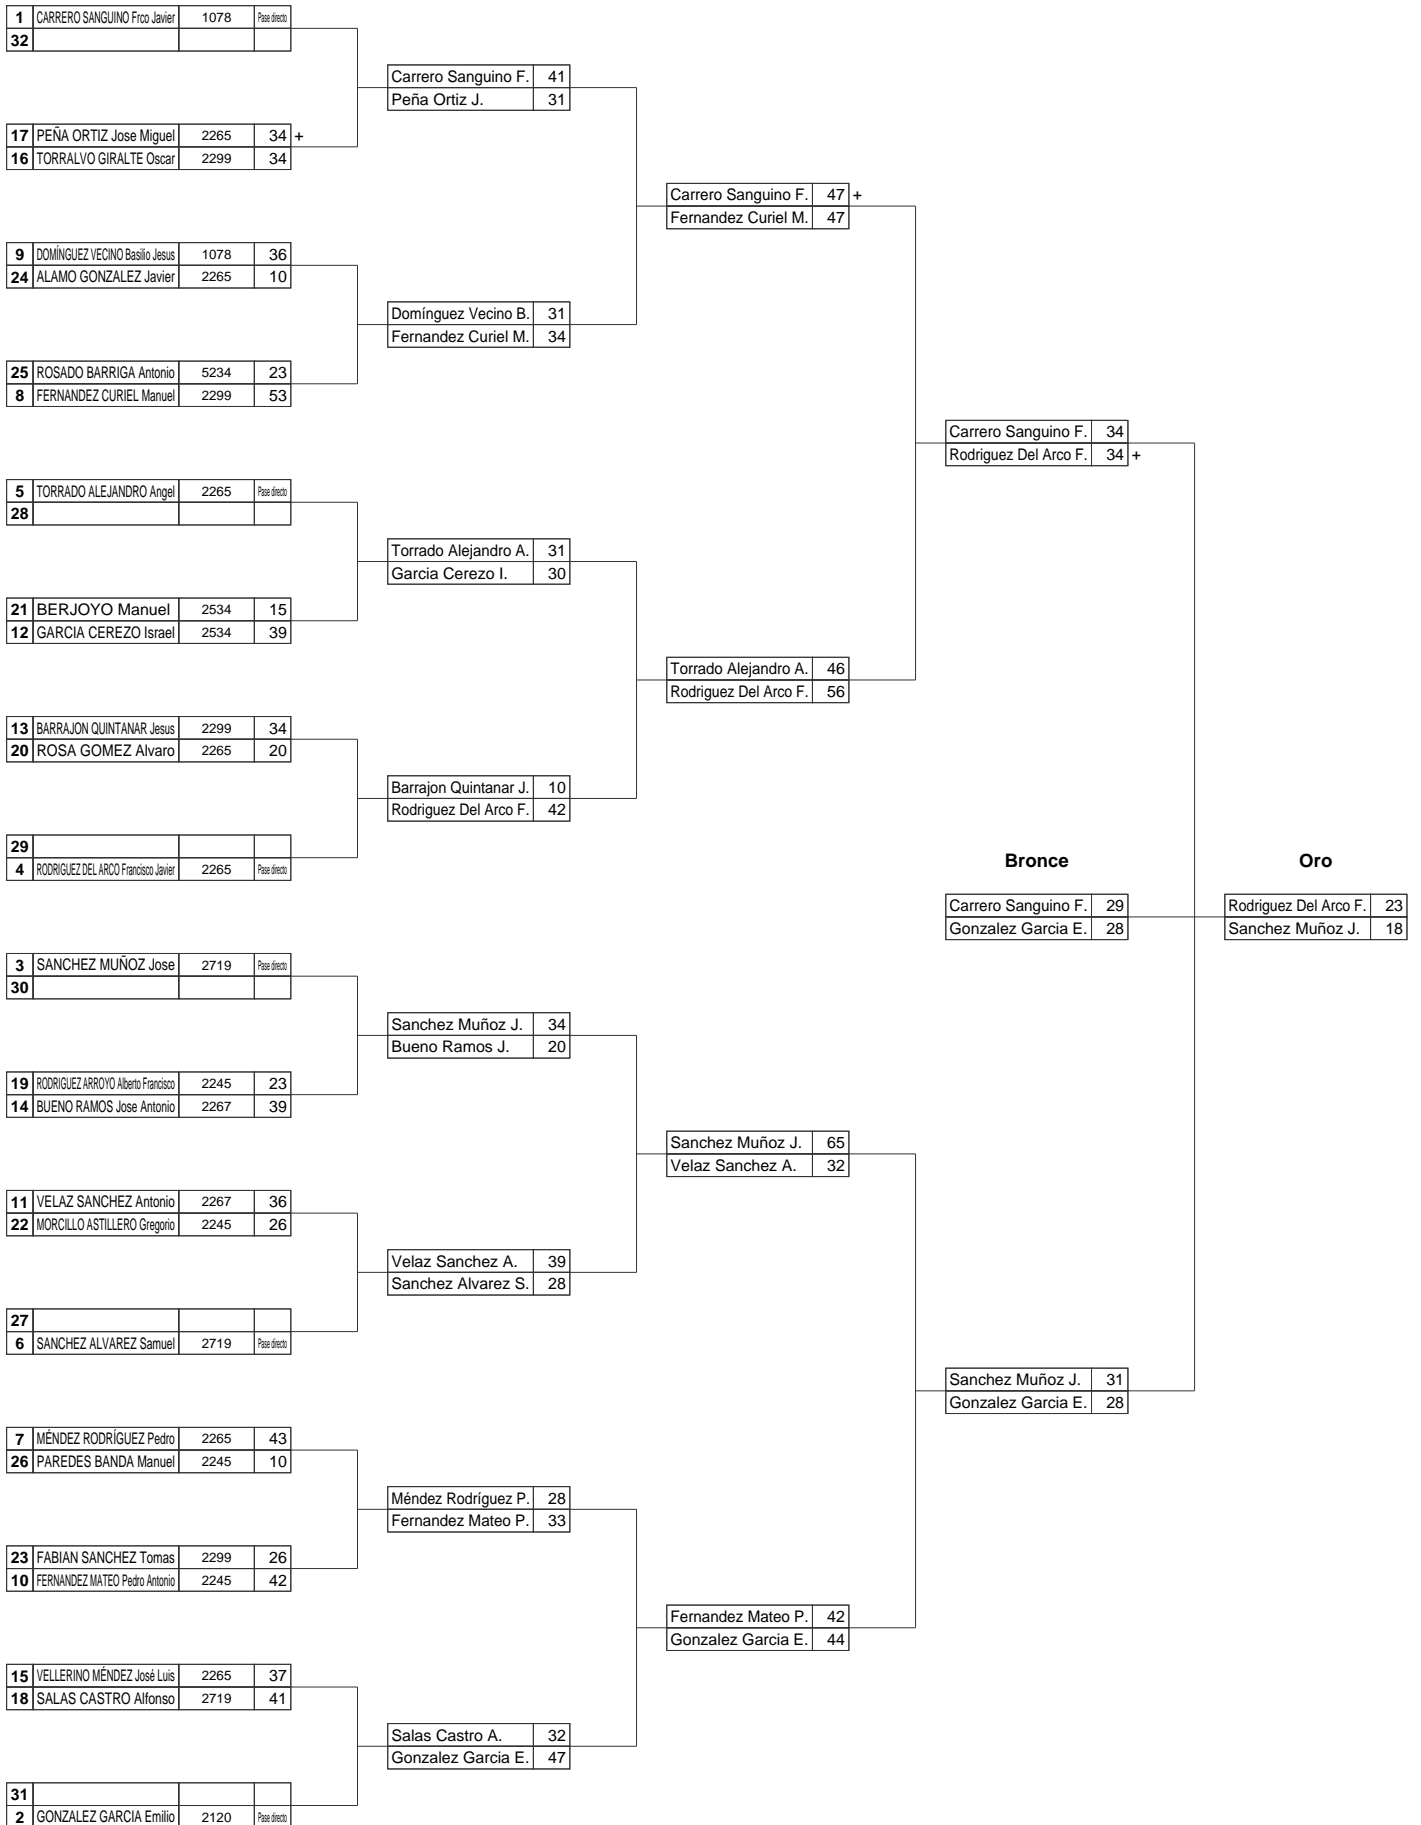 1 CARRERO SANGUINO Frco Javier 1078 Pase directo
32
Carrero Sanguino F. 41
Peña Ortiz J. 31
17 PEÑA ORTIZ Jose Miguel 2265 34 +
16 TORRALVO GIRALTE Oscar 2299 34
Carrero Sanguino F. 47 +
Fernandez Curiel M. 47
9 DOMÍNGUEZ VECINO Basilio Jesus 1078 36
24 ALAMO GONZALEZ Javier 2265 10
Domínguez Vecino B. 31
Fernandez Curiel M. 34
25 ROSADO BARRIGA Antonio 5234 23
8 FERNANDEZ CURIEL Manuel 2299 53
Carrero Sanguino F. 34
Rodriguez Del Arco F. 34 +
5 TORRADO ALEJANDRO Angel 2265 Pase directo
28
Torrado Alejandro A. 31
Garcia Cerezo I. 30
21 BERJOYO Manuel 2534 15
12 GARCIA CEREZO Israel 2534 39
Torrado Alejandro A. 46
Rodriguez Del Arco F. 56
13 BARRAJON QUINTANAR Jesus 2299 34
20 ROSA GOMEZ Alvaro 2265 20
Barrajon Quintanar J. 10
Rodriguez Del Arco F. 42
29
4 RODRIGUEZ DEL ARCO Francisco Javier 2265 Pase directo
Bronce Oro
Carrero Sanguino F. 29 Rodriguez Del Arco F. 23
Gonzalez Garcia E. 28 Sanchez Muñoz J. 18
3 SANCHEZ MUÑOZ Jose 2719 Pase directo
30
Sanchez Muñoz J. 34
Bueno Ramos J. 20
19 RODRIGUEZ ARROYO Alberto Francisco 2245 23
14 BUENO RAMOS Jose Antonio 2267 39
Sanchez Muñoz J. 65
Velaz Sanchez A. 32
11 VELAZ SANCHEZ Antonio 2267 36
22 MORCILLO ASTILLERO Gregorio 2245 26
Velaz Sanchez A. 39
Sanchez Alvarez S. 28
27
6 SANCHEZ ALVAREZ Samuel 2719 Pase directo
Sanchez Muñoz J. 31
Gonzalez Garcia E. 28
7 MÉNDEZ RODRÍGUEZ Pedro 2265 43
26 PAREDES BANDA Manuel 2245 10
Méndez Rodríguez P. 28
Fernandez Mateo P. 33
23 FABIAN SANCHEZ Tomas 2299 26
10 FERNANDEZ MATEO Pedro Antonio 2245 42
Fernandez Mateo P. 42
Gonzalez Garcia E. 44
15 VELLERINO MÉNDEZ José Luis 2265 37
18 SALAS CASTRO Alfonso 2719 41
Salas Castro A. 32
Gonzalez Garcia E. 47
31
2 GONZALEZ GARCIA Emilio 2120 Pase directo